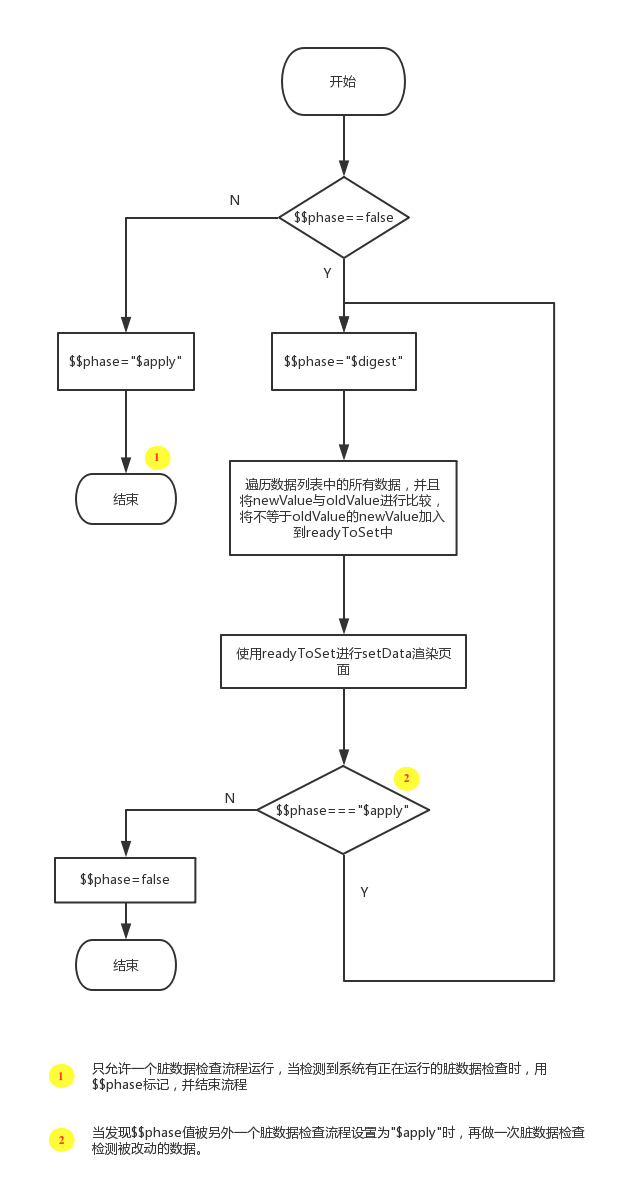 开始
N
$$phase==false
Y
$$phase="$apply"
$$phase="$digest"
1
结束
遍历数据列表中的所有数据，并且
将newValue与oldValue进行比较，
将不等于oldValue的newValue加入
到readyToSet中
使用readyToSet进行setData渲染页
面
2
N
$$phase==="$apply"
$$phase=false
Y
结束
1
只允许一个脏数据检查流程运行，当检测到系统有正在运行的脏数据检查时，用
$$phase标记，并结束流程
2
当发现$$phase值被另外一个脏数据检查流程设置为"$apply"时，再做一次脏数据检查
检测被改动的数据。